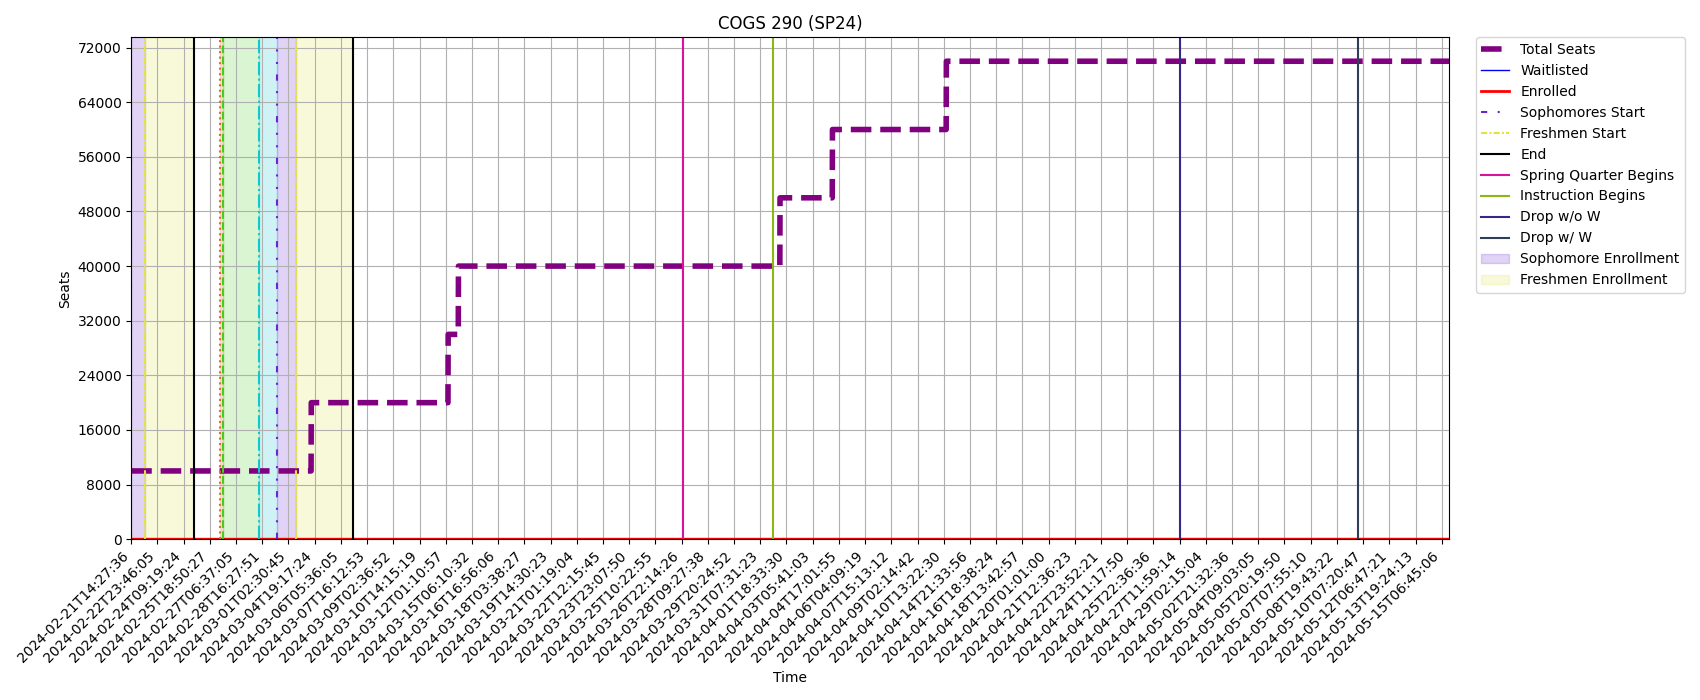 COGS 290 (SP24)
72000
64000
56000
48000
40000
32000
24000
16000
8000
0
Seats
2024-02-21T14:27:36
2024-02-22T23:46:05
2024-02-24T09:19:24
2024-02-25T18:50:27
2024-02-27T06:37:05
2024-02-28T16:27:51
2024-03-01T02:30:45
2024-03-04T19:17:24
2024-03-06T05:36:05
2024-03-07T16:12:53
2024-03-09T02:36:52
2024-03-10T14:15:19
2024-03-12T01:10:57
2024-03-15T06:10:32
2024-03-16T16:56:06
2024-03-18T03:38:27
2024-03-19T14:30:23
2024-03-21T01:19:04
2024-03-22T12:15:45
2024-03-23T23:07:50
2024-03-25T10:22:55
2024-03-26T22:14:26
2024-03-28T09:27:38
2024-03-29T20:24:52
2024-03-31T07:31:23
2024-04-01T18:33:30
2024-04-03T05:41:03
2024-04-04T17:01:55
2024-04-06T04:09:19
2024-04-07T15:13:12
2024-04-09T02:14:42
2024-04-10T13:22:30
2024-04-14T21:33:56
2024-04-16T18:38:24
2024-04-18T13:42:57
2024-04-20T01:01:00
2024-04-21T12:36:23
2024-04-22T23:52:21
2024-04-24T11:17:50
2024-04-25T22:36:36
2024-04-27T11:59:14
2024-04-29T02:15:04
2024-05-02T21:32:36
2024-05-04T09:03:05
2024-05-05T20:19:50
2024-05-07T07:55:10
2024-05-08T19:43:22
2024-05-10T07:20:47
2024-05-12T06:47:21
2024-05-13T19:24:13
2024-05-15T06:45:06
Time
Total Seats
Waitlisted
Enrolled
Sophomores Start
Freshmen Start
End
Spring Quarter Begins
Instruction Begins
Drop w/o W
Drop w/ W
Sophomore Enrollment
Freshmen Enrollment